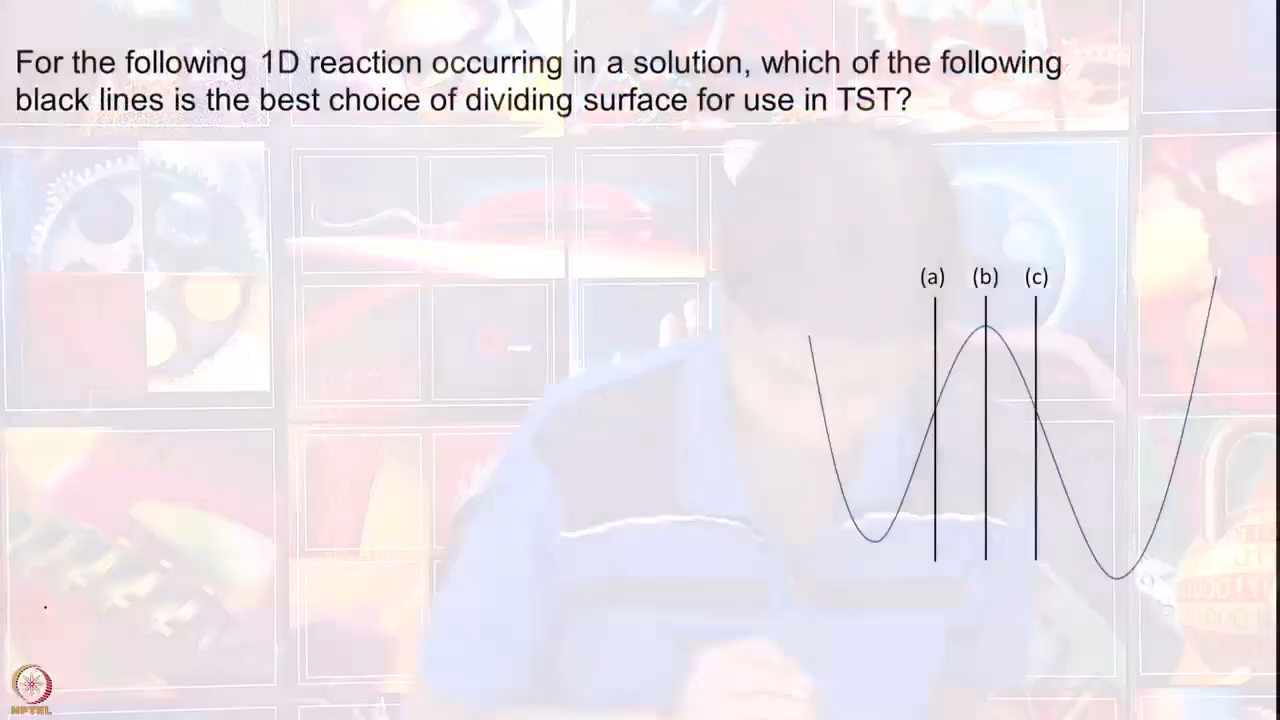 For the following 1D reaction occurring in a solution, which of the following
black lines is the best choice of dividing surface for use in TST?
(a) (b) (c)
NPTEL